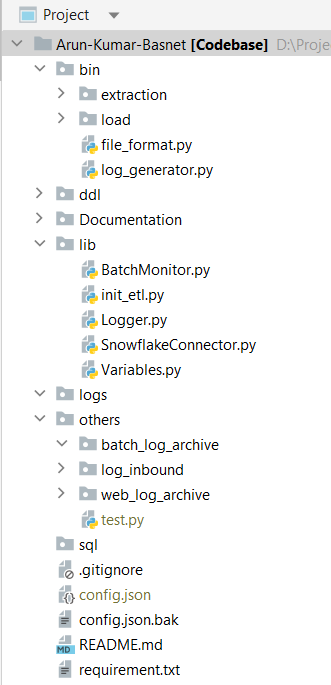 Project
Arun-Kumar-Basnet [Codebase] D:\Proje
bin
extraction
load
file_format.py
log_generator.py
ddl
Documentation
lib
BatchMonitor.py
init_etl.py
Logger.py
SnowflakeConnector.py
Variables.py
logs
others
batch_log_archive
log_inbound
web_log_archive
test.py
sql
.gitignore
config.json
config.json.bak
MD README.md
requirement.txt